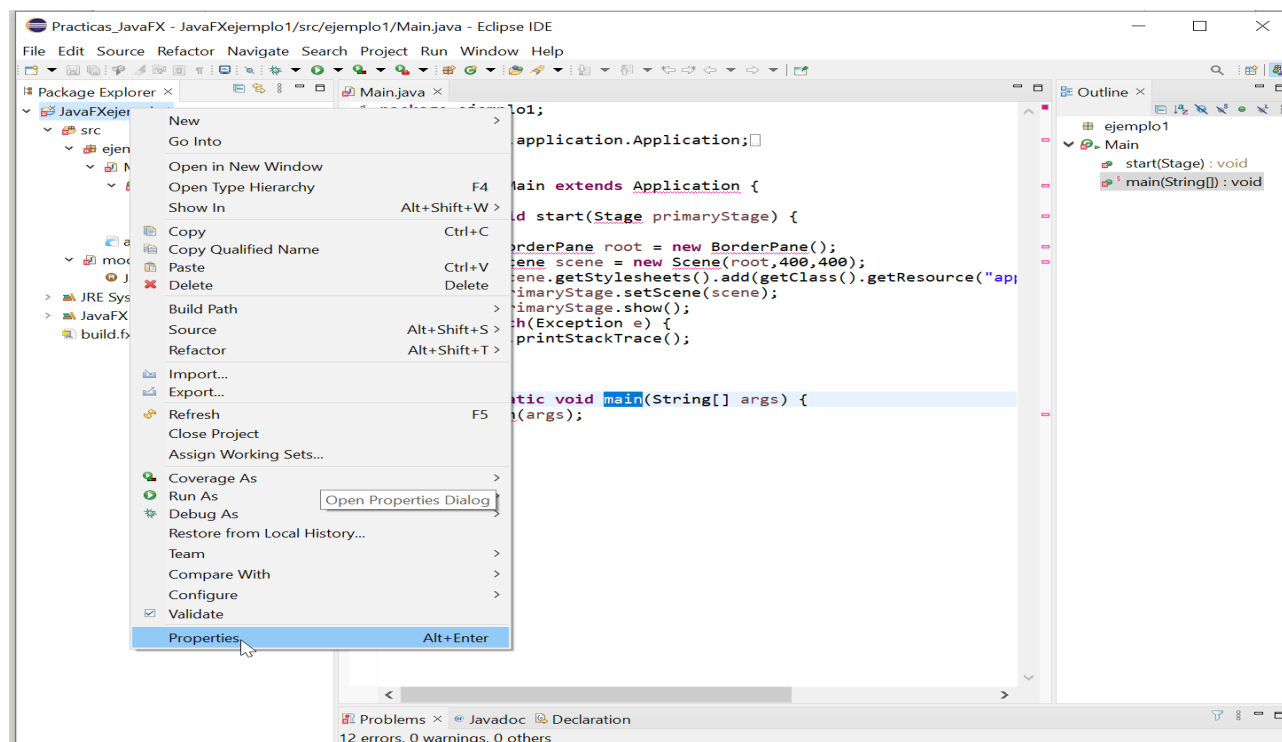 Practicas_JavaFX - JavaFXejemplo1/src/ejemplo1/Main.java - Eclipse IDE
File Edit Source Refactor Navigate Search Project Run Window Help
Package Explorer
Main.java
Outline
JavaFXejer
src
ejen
JRE Sys
JavaFX
build.fx
New
Go Into
Open in New Window
Open Type Hierarchy F4
Show In Alt+Shift+W >
Copy Ctrl+C
Copy Qualified Name
Paste Ctrl+V
Delete Delete
Build Path
Source Alt+Shift+S >
Refactor Alt+Shift+T >
Import...
Export...
Refresh F5
Close Project
Assign Working Sets...
Coverage As
Run As
Open Properties Dialog
Debug As
Restore from Local History...
Team
Compare With
Configure
Validate
Properties Alt+Enter
lo1;
.application.Application;
Main extends Application {
id start(Stage primaryStage) {
orderPane root = new BorderPane();
cene scene = new Scene(root,400,400);
cene.getStylesheets().add(getClass().getResource("app
rimaryStage.setScene(scene);
rimaryStage.show();
ch(Exception e) {
.printStackTrace();
atic void main(String[] args) {
(args);
ejemplo1
Main
start(Stage) : void
main(String[]) : void
Problems
Javadoc
Declaration
12 errors, 0 warnings, 0 others